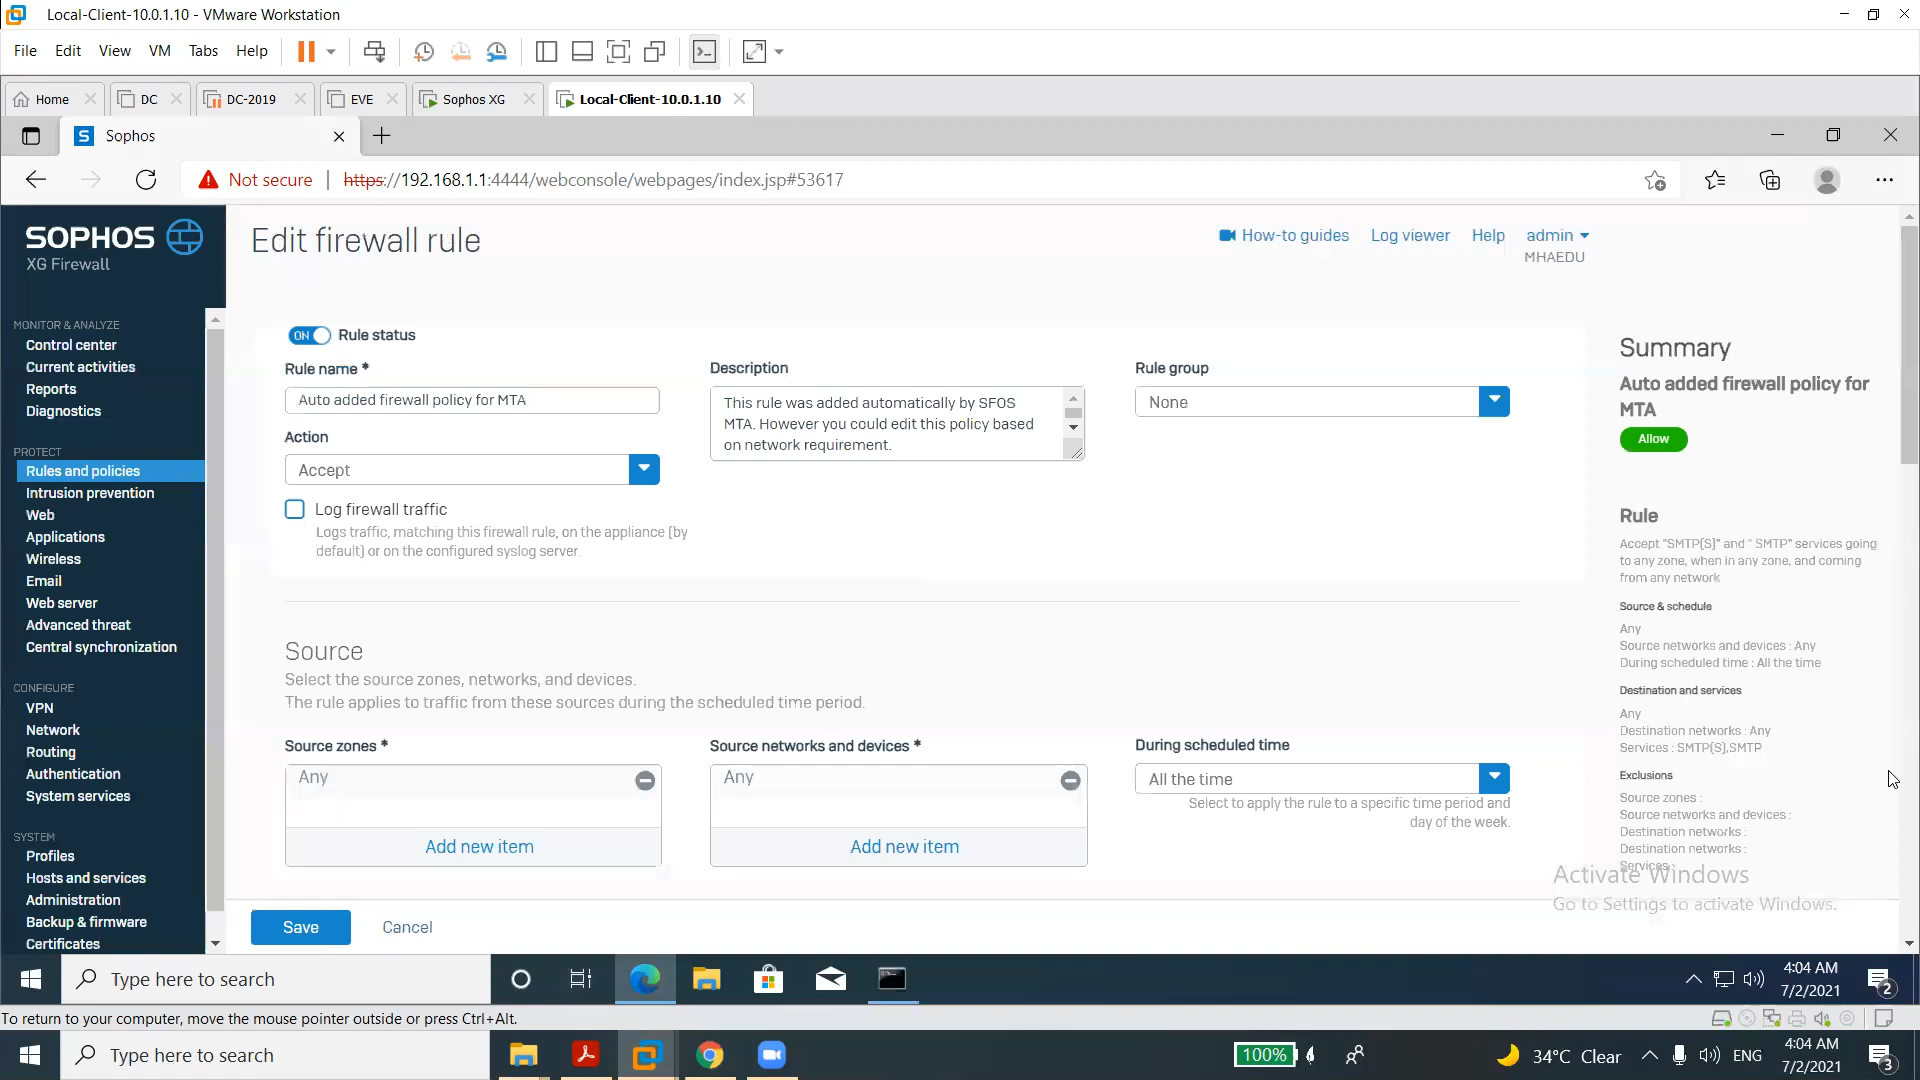 Local-Client-10.0.1.10 - VMware Workstation
File Edit View VM Tabs Help
Home DC DC-2019 EVE Sophos XG Local-Client-10.0.1.10
Sophos
Not secure | https://192.168.1.1:4444/webconsole/webpages/index.jsp#53617
SOPHOS
XG Firewall
Edit firewall rule
How-to guides Log viewer Help admin
MHAEDU
MONITOR & ANALYZE
Control center
Current activities
Reports
Diagnostics
PROTECT
Rules and policies
Intrusion prevention
Web
Applications
Wireless
Email
Web server
Advanced threat
Central synchronization
CONFIGURE
VPN
Network
Routing
Authentication
System services
SYSTEM
Profiles
Hosts and services
Administration
Backup & firmware
Certificates
ON Rule status
Rule name *
Auto added firewall policy for MTA
Action
Accept
Log firewall traffic
Logs traffic, matching this firewall rule, on the appliance (by
default) or on the configured syslog server.
Description
This rule was added automatically by SFOS
MTA. However you could edit this policy based
on network requirement.
Rule group
None
Source
Select the source zones, networks, and devices.
The rule applies to traffic from these sources during the scheduled time period.
Source zones *
Any
Add new item
Source networks and devices *
Any
Add new item
During scheduled time
All the time
Select to apply the rule to a specific time period and
day of the week.
Save Cancel
Summary
Auto added firewall policy for
MTA
Allow
Rule
Accept "SMTP(S)" and " SMTP" services going
to any zone, when in any zone, and coming
from any network
Source & schedule
Any
Source networks and devices : Any
During scheduled time : All the time
Destination and services
Any
Destination networks : Any
Services : SMTP(S),SMTP
Exclusions
Source zones :
Source networks and devices :
Destination networks :
Destination networks :
Services :
Activate Windows
Go to Settings to activate Windows.
Type here to search
4:04 AM
7/2/2021
2
To return to your computer, move the mouse pointer outside or press Ctrl+Alt.
Type here to search
100%
34°C Clear
ENG
4:04 AM
7/2/2021
3